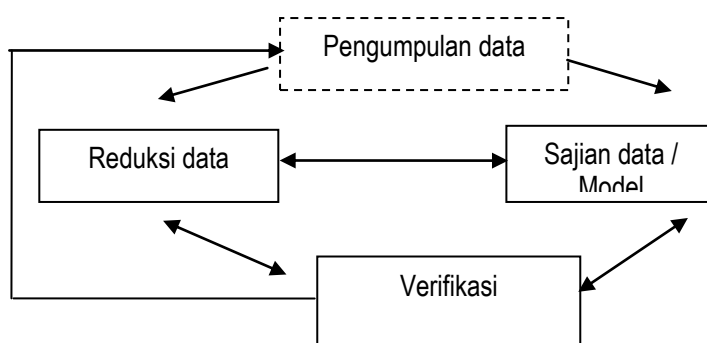 Pengumpulan data
Reduksi data
Sajian data /
Model
Verifikasi